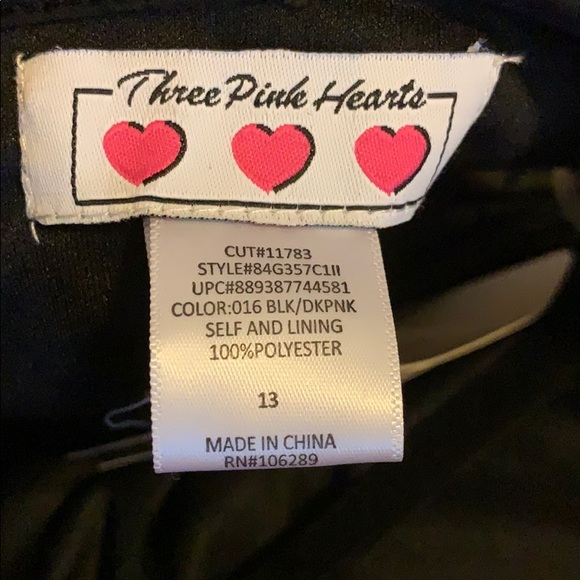 Three Pink Hearts
CUT#11783
STYLE#84G357C1II
UPC#889387744581
COLOR:016 BLK/DKPNK
SELF AND LINING
100%POLYESTER
13
MADE IN CHINA
RN#106289